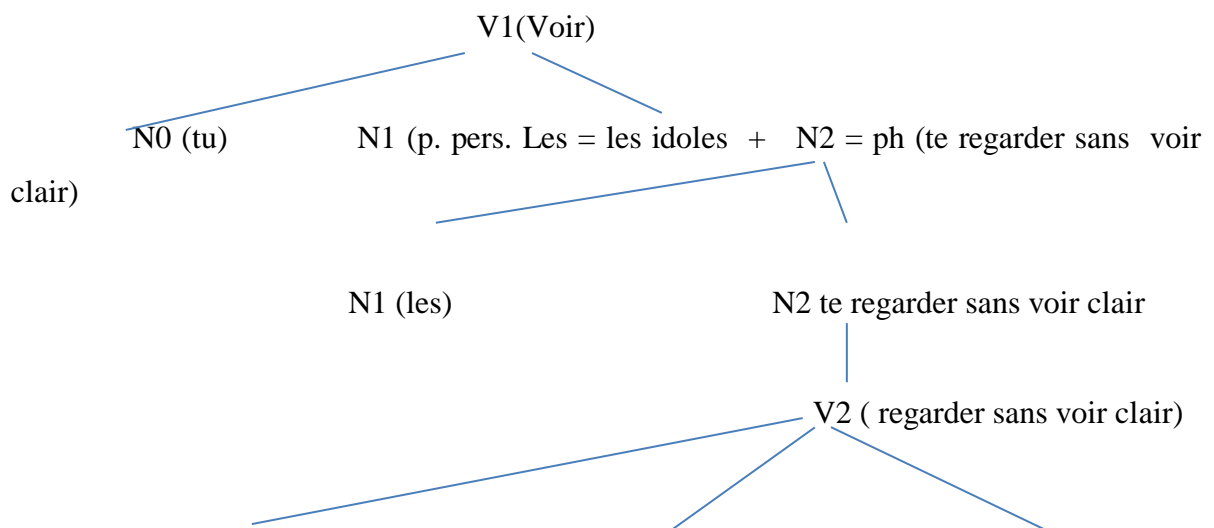 V1(Voir)
N0 (tu) N1 (p. pers. Les = les idoles + N2 = ph (te regarder sans voir
clair)
N1 (les) N2 te regarder sans voir clair
V2 ( regarder sans voir clair)